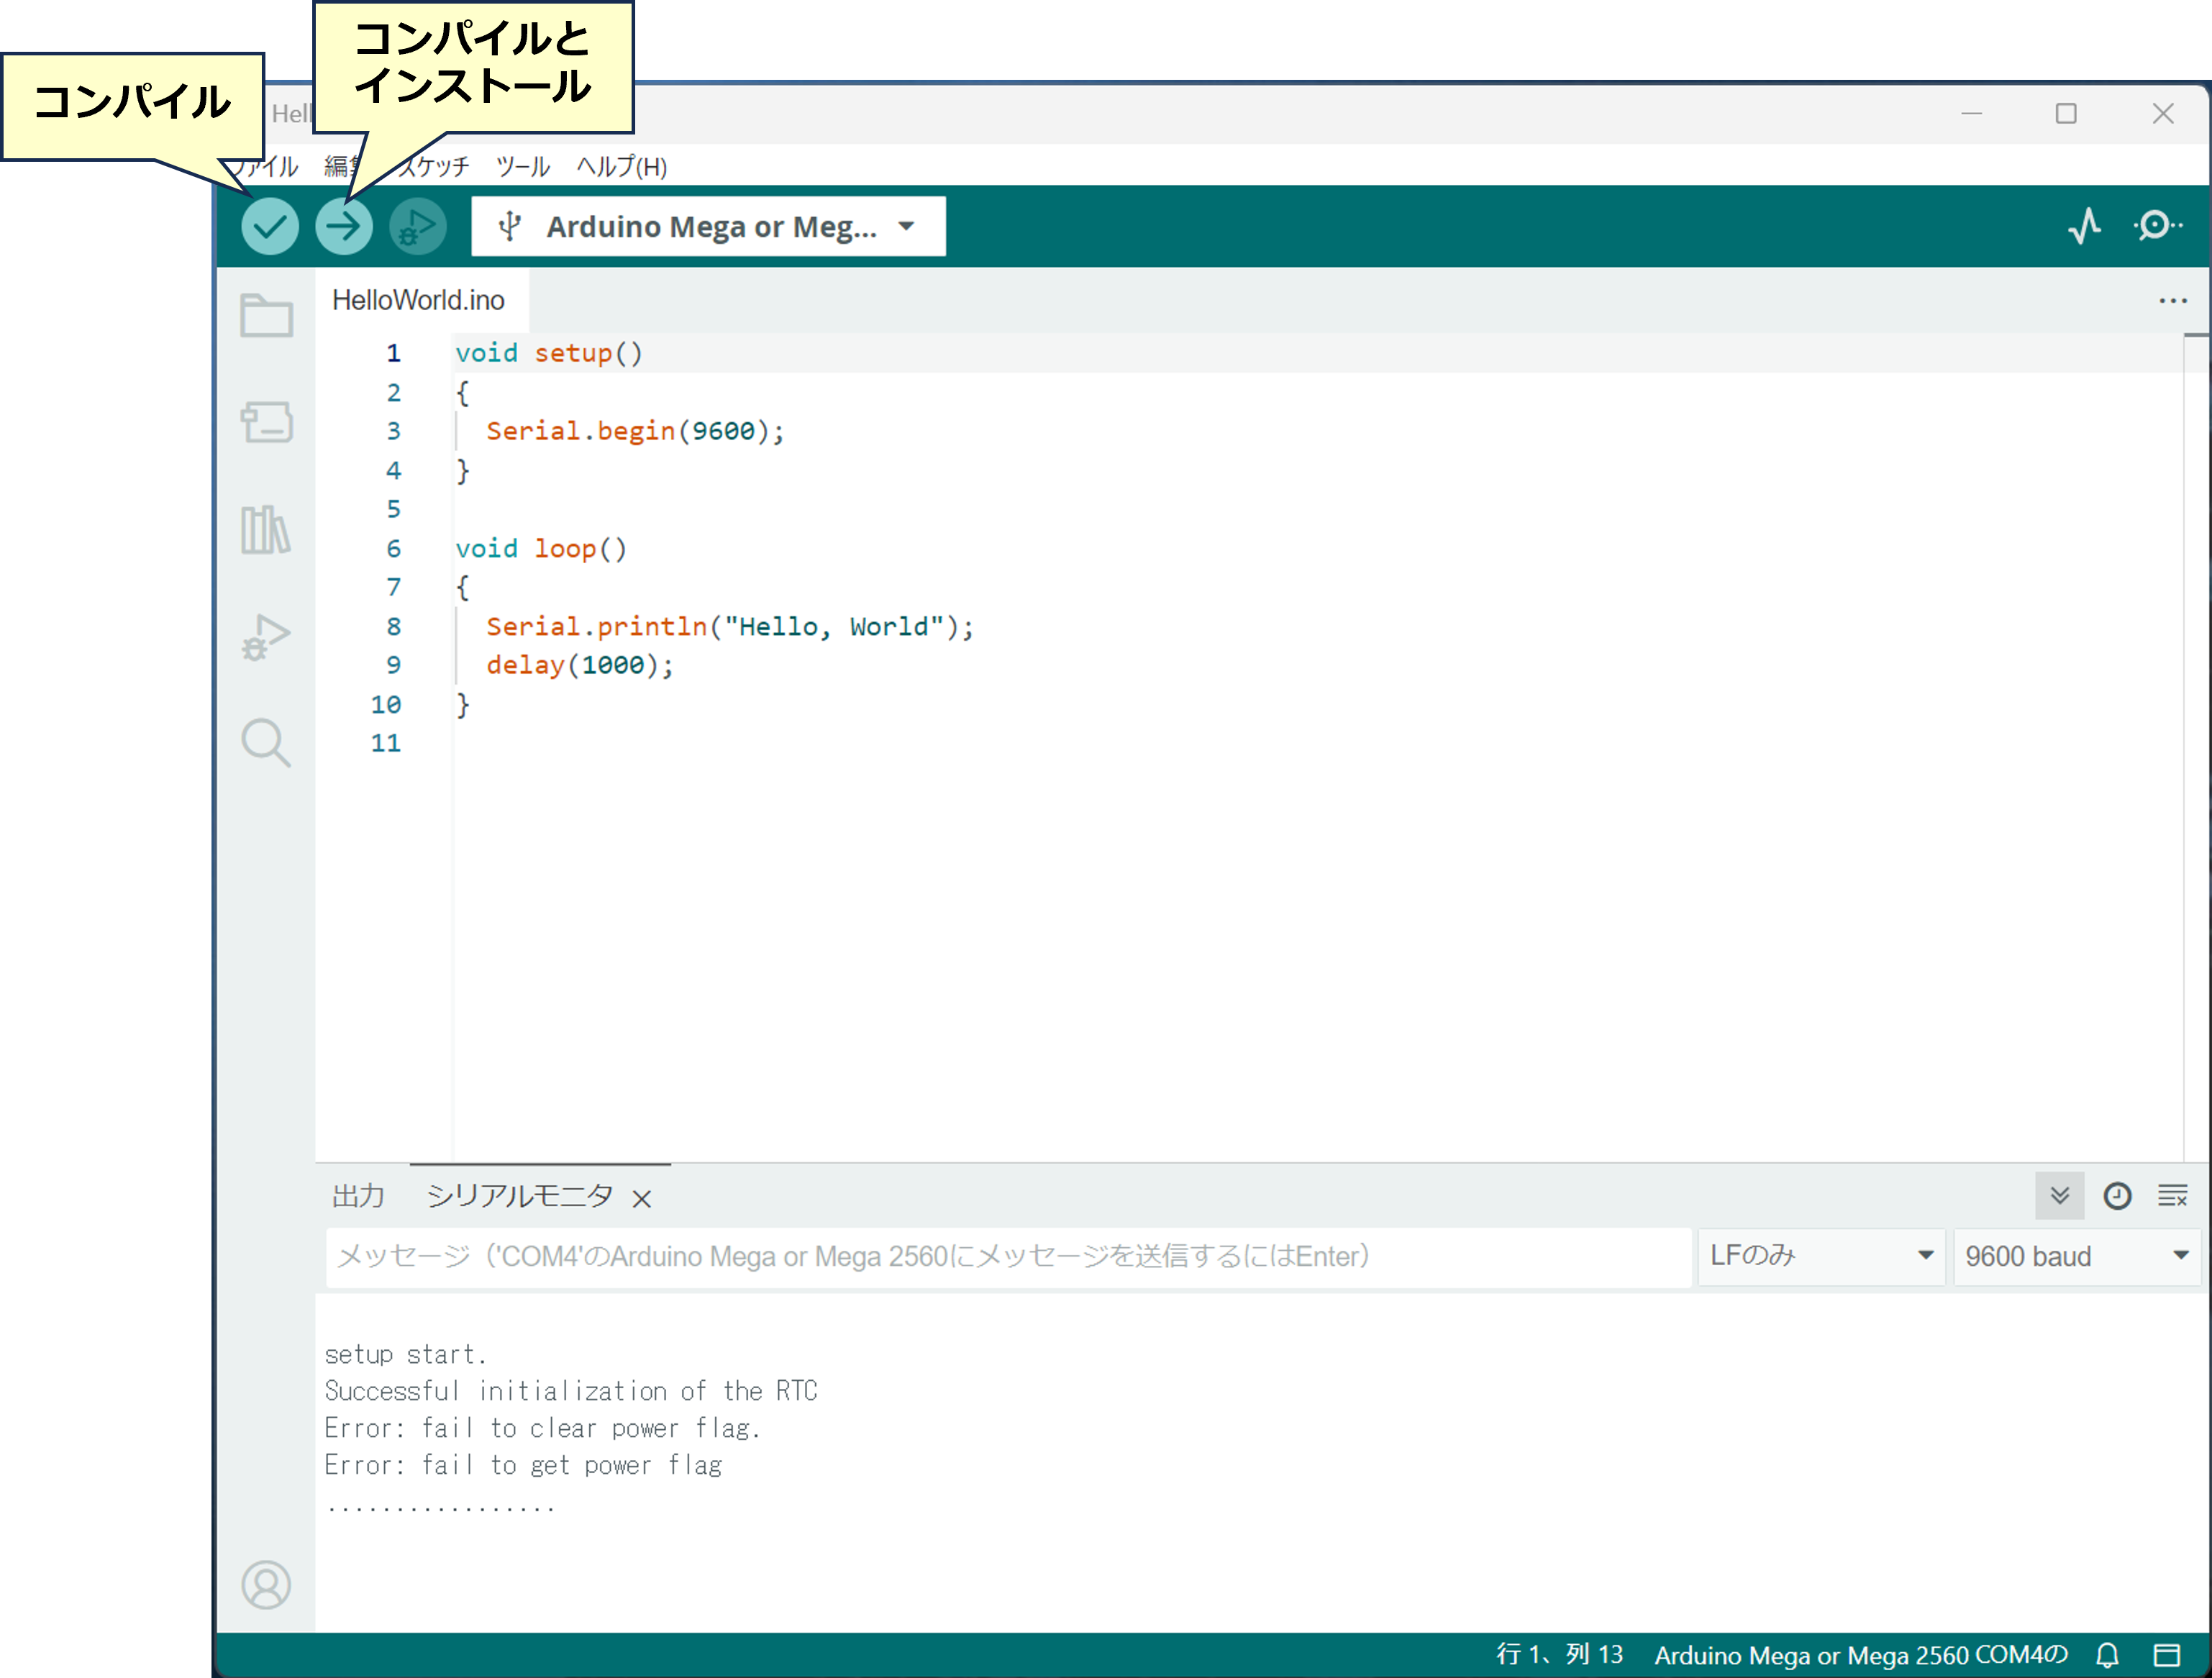 コンパイルと
インストール
コンパイル
Hell
ファイル 編集 スケッチ ツール ヘルプ(H)
Arduino Mega or Meg...
HelloWorld.ino
1 void setup()
2 {
3 Serial.begin(9600);
4 }
5
6 void loop()
7 {
8 Serial.println("Hello, World");
9 delay(1000);
10 }
11
出力 シリアルモニタ
メッセージ（'COM4'のArduino Mega or Mega 2560にメッセージを送信するにはEnter） LFのみ 9600 baud
setup start.
Successful initialization of the RTC
Error: fail to clear power flag.
Error: fail to get power flag
.................
行 1、列 13 Arduino Mega or Mega 2560 COM4の